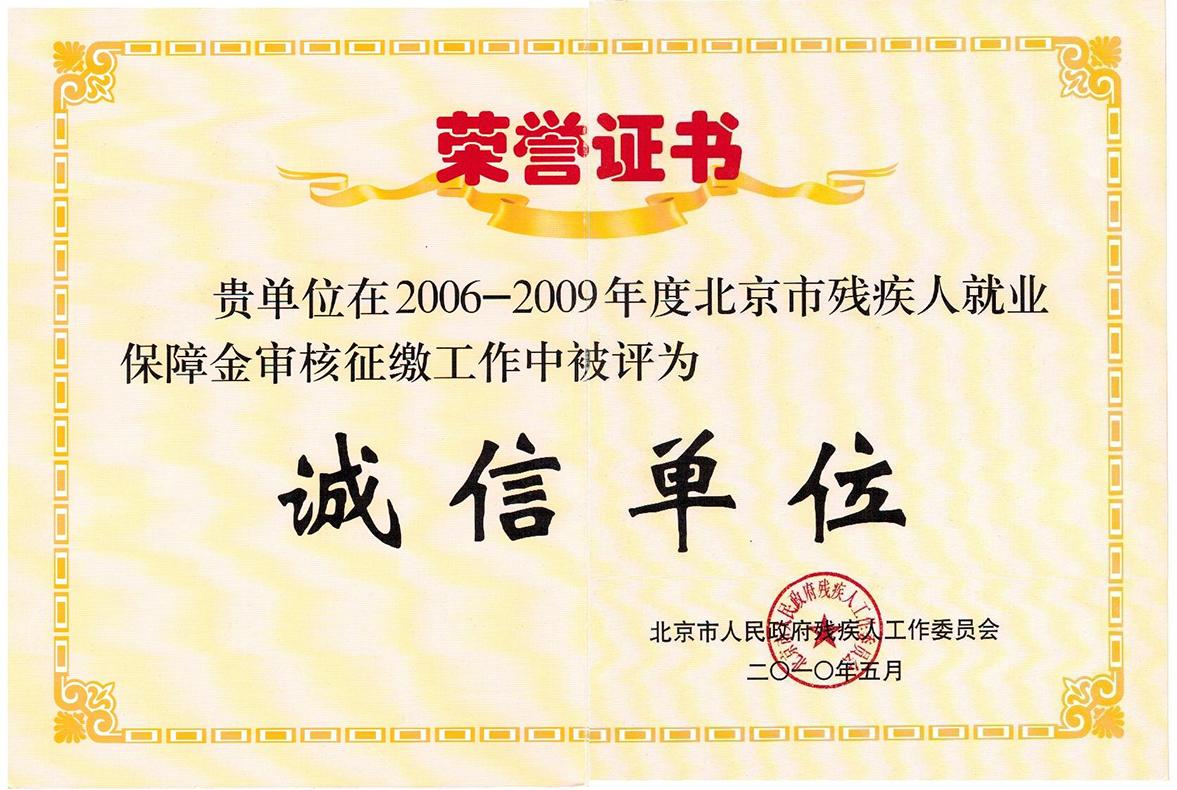 荣誉证书
贵单位在2006-2009年度北京市残疾人就业
保障金审核征缴工作中被评为
诚信单位
北京市人民政府残疾人工作委员会
二〇一〇年五月
北京市人民政府残疾人工作委员会